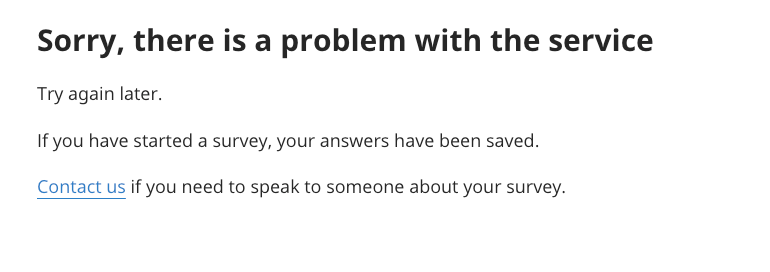 Sorry, there is a problem with the service
Try again later.
If you have started a survey, your answers have been saved.
Contact us if you need to speak to someone about your survey.